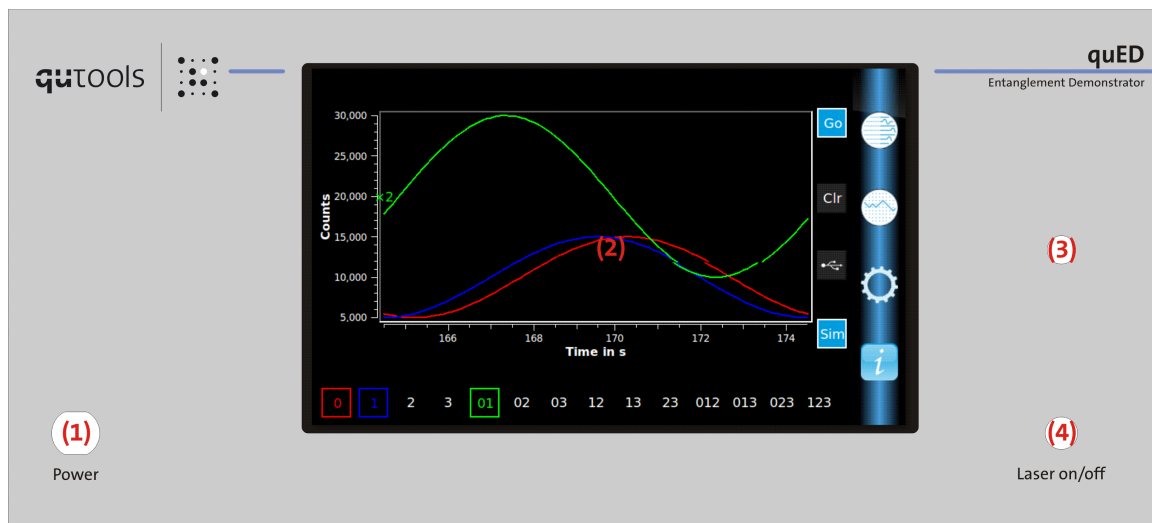 qutools
quED
Entanglement Demonstrator
30,000
25,000
20,000
15,000
10,000
5,000
Counts
×2
166
168
170
172
174
Time in s
Go
Clr
Sim
i
0 1 2 3 01 02 03 12 13 23 012 013 023 123
(1)
Power
(2)
(3)
(4)
Laser on/off